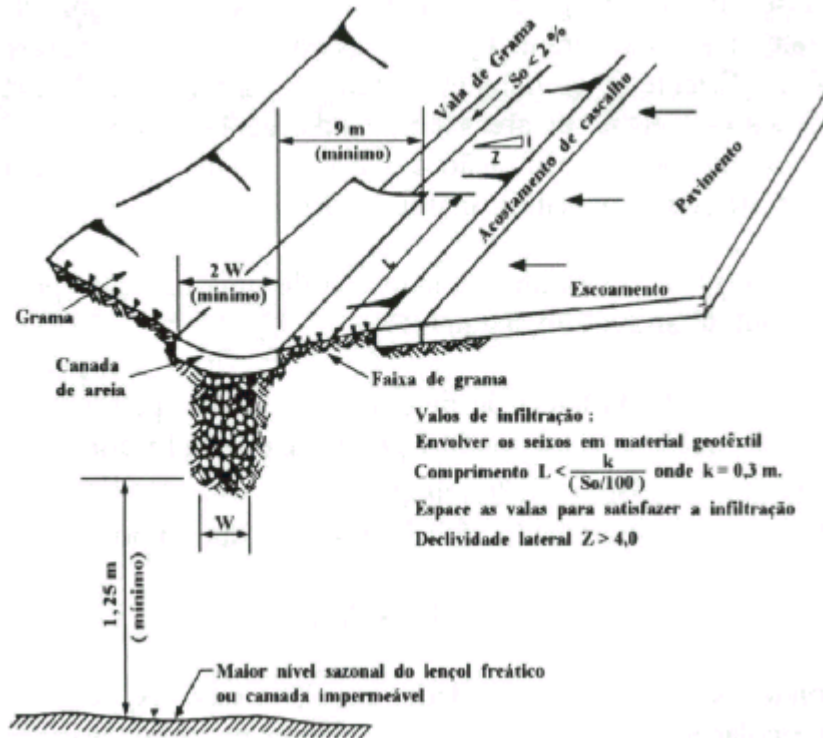 Vala de Grama
So < 2 %
9 m
(mínimo)
1
Z
Acostamento de cascalho
Pavimento
L
2 W
(mínimo)
Escoamento
Grama
Canada
de areia
Faixa de grama
Valos de infiltração :
Envolver os seixos em material geotêxtil
Comprimento L < k / ( So/100 ) onde k = 0,3 m.
Espace as valas para satisfazer a infiltração
Declividade lateral Z > 4,0
W
1,25 m
( mínimo)
Maior nível sazonal do lençol freático
ou camada impermeável